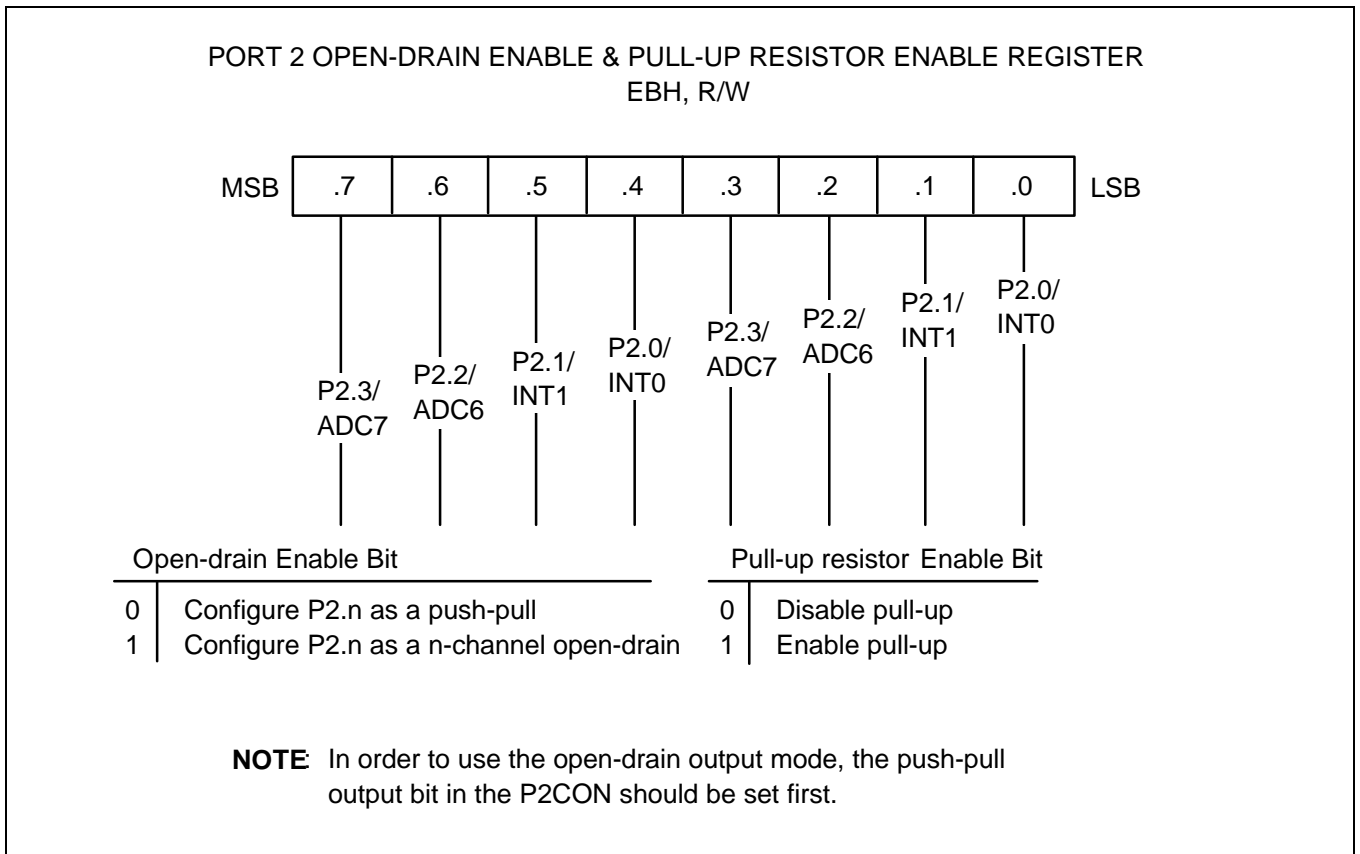 PORT 2 OPEN-DRAIN ENABLE & PULL-UP RESISTOR ENABLE REGISTER
EBH, R/W
MSB .7 .6 .5 .4 .3 .2 .1 .0 LSB
P2.3/
ADC7
P2.2/
ADC6
P2.1/
INT1
P2.0/
INT0
P2.3/
ADC7
P2.2/
ADC6
P2.1/
INT1
P2.0/
INT0
Open-drain Enable Bit
0 Configure P2.n as a push-pull
1 Configure P2.n as a n-channel open-drain
Pull-up resistor Enable Bit
0 Disable pull-up
1 Enable pull-up
NOTE: In order to use the open-drain output mode, the push-pull
output bit in the P2CON should be set first.